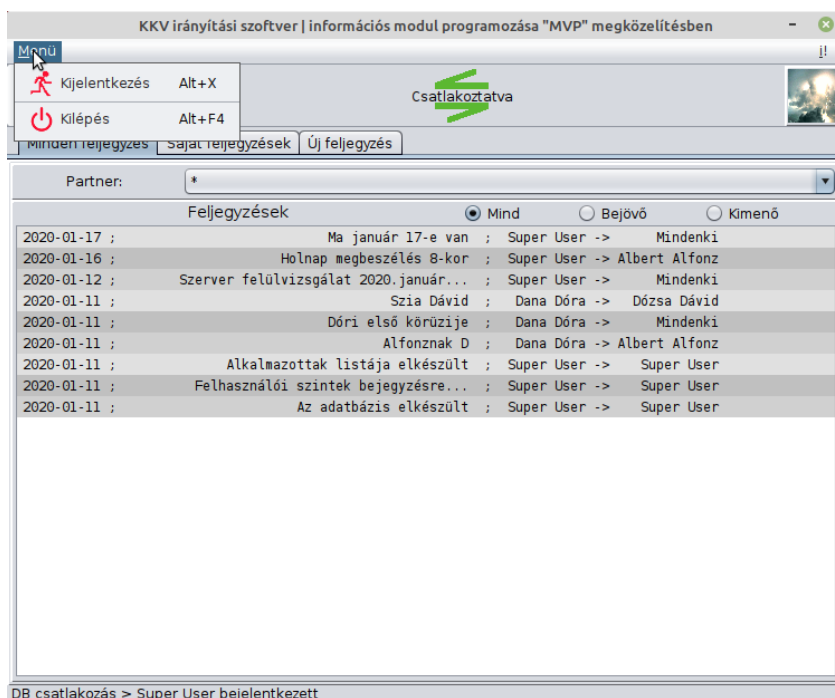 KKV irányítási szoftver | információs modul programozása "MVP" megközelítésben
Menü i!
Kijelentkezés Alt+X
Kilépés Alt+F4
Csatlakoztatva
Minden feljegyzés Saját feljegyzések Új feljegyzés
Partner: *
Feljegyzések Mind Bejövő Kimenő
2020-01-17 ; Ma január 17-e van ; Super User -> Mindenki
2020-01-16 ; Holnap megbeszélés 8-kor ; Super User -> Albert Alfonz
2020-01-12 ; Szerver felülvizsgálat 2020.január... ; Super User -> Mindenki
2020-01-11 ; Szia Dávid ; Dana Dóra -> Dózsa Dávid
2020-01-11 ; Dóri első körüzije ; Dana Dóra -> Mindenki
2020-01-11 ; Alfonznak D ; Dana Dóra -> Albert Alfonz
2020-01-11 ; Alkalmazottak listája elkészült ; Super User -> Super User
2020-01-11 ; Felhasználói szintek bejegyzésre... ; Super User -> Super User
2020-01-11 ; Az adatbázis elkészült ; Super User -> Super User
DB csatlakozás > Super User bejelentkezett